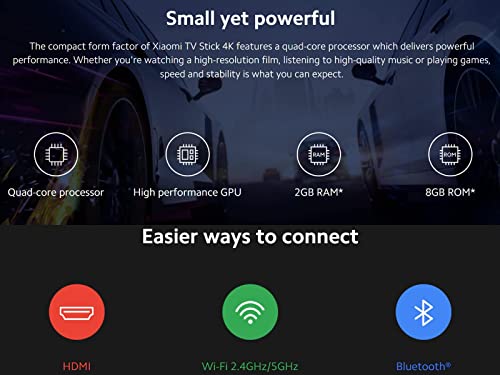 Small yet powerful
The compact form factor of Xiaomi TV Stick 4K features a quad-core processor which delivers powerful
performance. Whether you're watching a high-resolution film, listening to high-quality music or playing games,
speed and stability is what you can expect.
RAM ROM
Quad-core processor High performance GPU 2GB RAM* 8GB ROM*
Easier ways to connect
HDMI Wi-Fi 2.4GHz/5GHz Bluetooth®